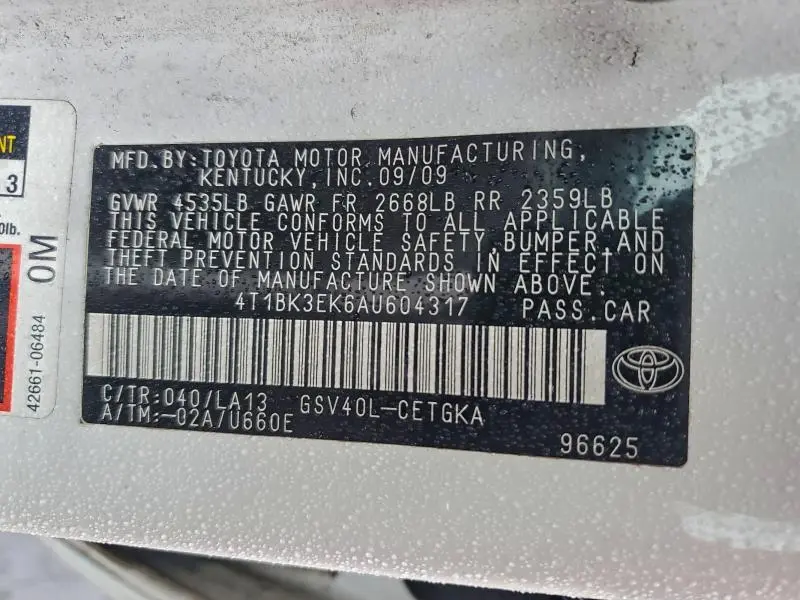 MFD.BY:TOYOTA MOTOR MANUFACTURING,
KENTUCKY,INC.09/09
GVWR 4535LB GAWR FR 2668LB RR 2359LB
THIS VEHICLE CONFORMS TO ALL APPLICABLE
FEDERAL MOTOR VEHICLE SAFETY,BUMPER,AND
THEFT PREVENTION STANDARDS IN EFFECT ON
THE DATE OF MANUFACTURE SHOWN ABOVE.
4T1BK3EK6AU604317 PASS.CAR
C/TR:040/LA13 GSV40L-CETGKA
A/TM:-02A/U660E
96625
NT
3
0lb.
0M
42661-06484